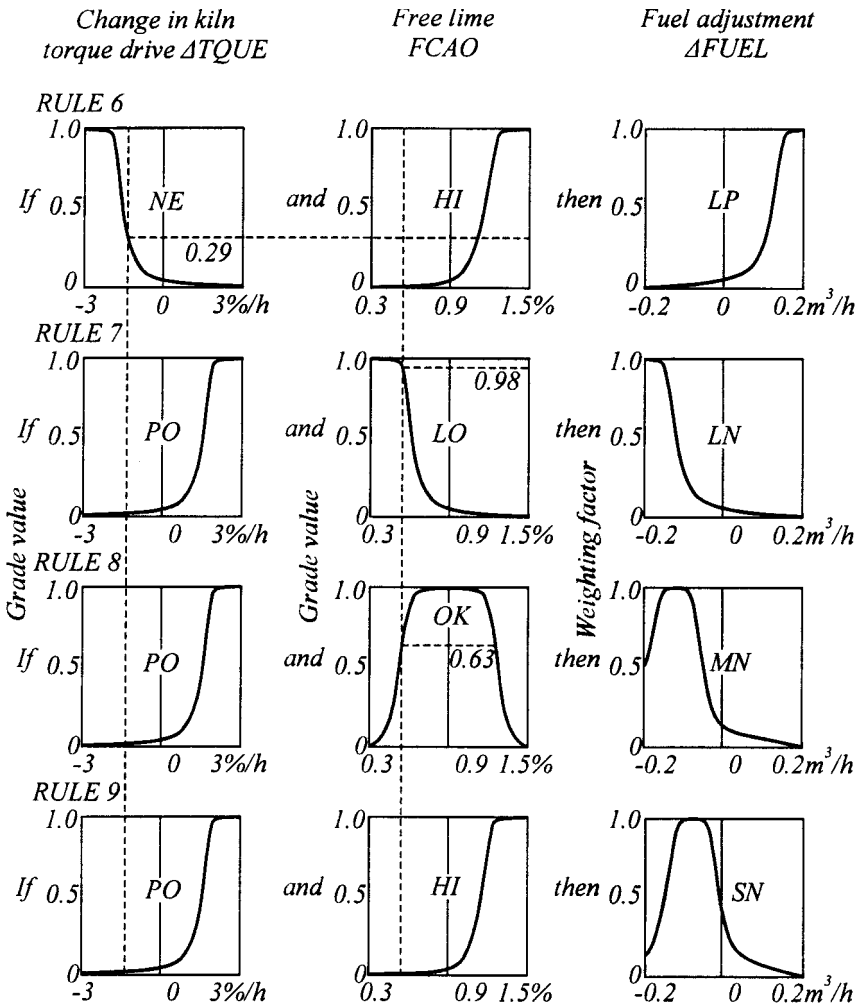 Change in kiln
torque drive ΔTQUE
Free lime
FCAO
Fuel adjustment
ΔFUEL
RULE 6
1.0
1.0
1.0
If 0.5
NE
and 0.5
HI
then 0.5
LP
0.29
0
0
0
-3 0 3%/h
0.3 0.9 1.5%
-0.2 0 0.2m³/h
RULE 7
1.0
1.0
1.0
0.98
If 0.5
PO
and 0.5
LO
then 0.5
LN
0
0
0
-3 0 3%/h
0.3 0.9 1.5%
-0.2 0 0.2m³/h
Grade value
Grade value
Weighting factor
RULE 8
1.0
1.0
1.0
OK
If 0.5
PO
and 0.5
0.63
then 0.5
MN
0
0
0
-3 0 3%/h
0.3 0.9 1.5%
-0.2 0 0.2m³/h
RULE 9
1.0
1.0
1.0
If 0.5
PO
and 0.5
HI
then 0.5
SN
0
0
0
-3 0 3%/h
0.3 0.9 1.5%
-0.2 0 0.2m³/h